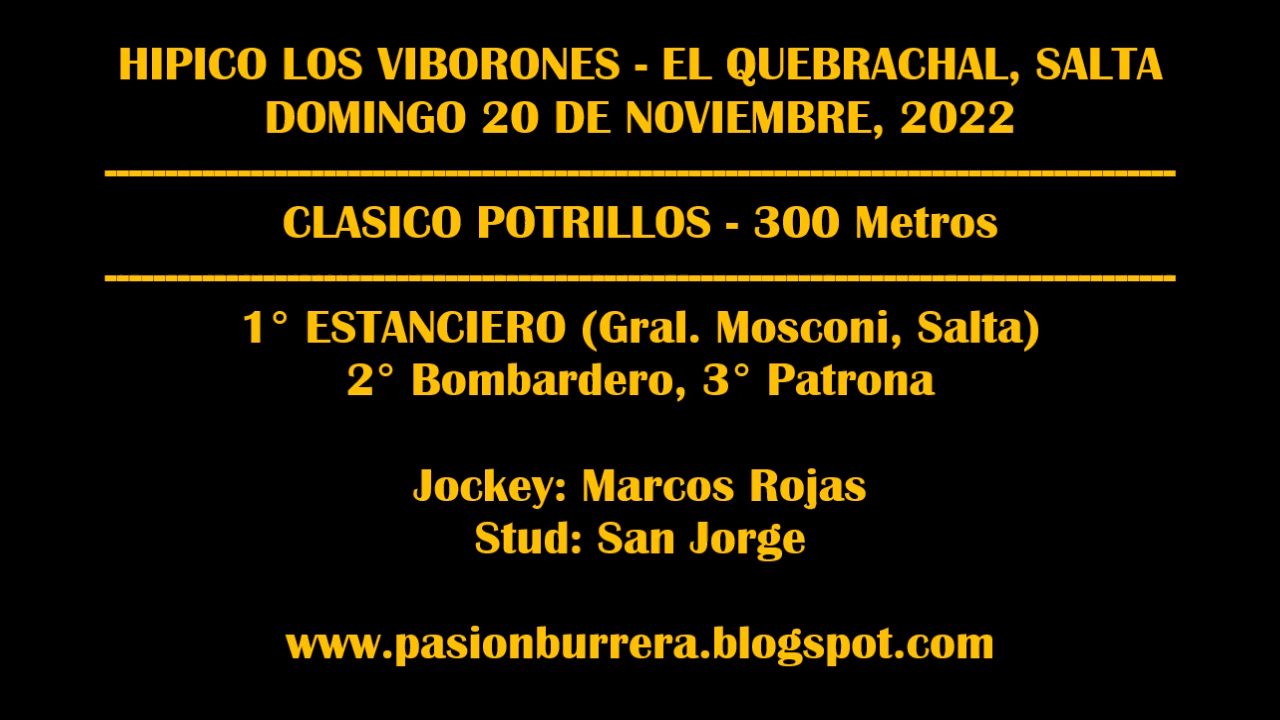 HIPICO LOS VIBORONES - EL QUEBRACHAL, SALTA
DOMINGO 20 DE NOVIEMBRE, 2022
CLASICO POTRILLOS - 300 Metros
1° ESTANCIERO (Gral. Mosconi, Salta)
2° Bombardero, 3° Patrona
Jockey: Marcos Rojas
Stud: San Jorge
www.pasionburrera.blogspot.com